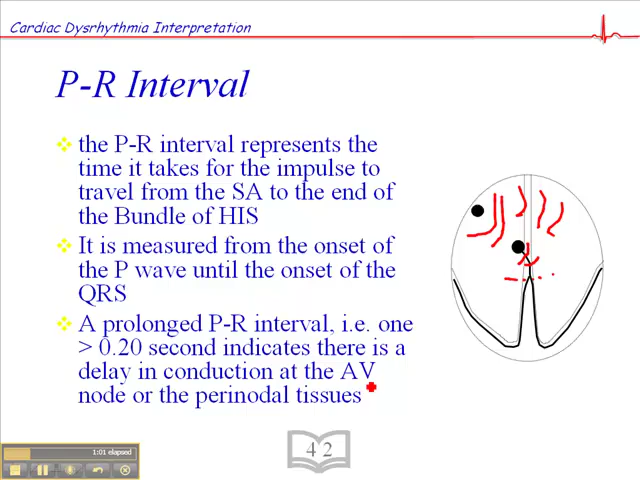 Cardiac Dysrhythmia Interpretation
P-R Interval
the P-R interval represents the
time it takes for the impulse to
travel from the SA to the end of
the Bundle of HIS
It is measured from the onset of
the P wave until the onset of the
QRS
A prolonged P-R interval, i.e. one
> 0.20 second indicates there is a
delay in conduction at the AV
node or the perinodal tissues
42
1:01 elapsed